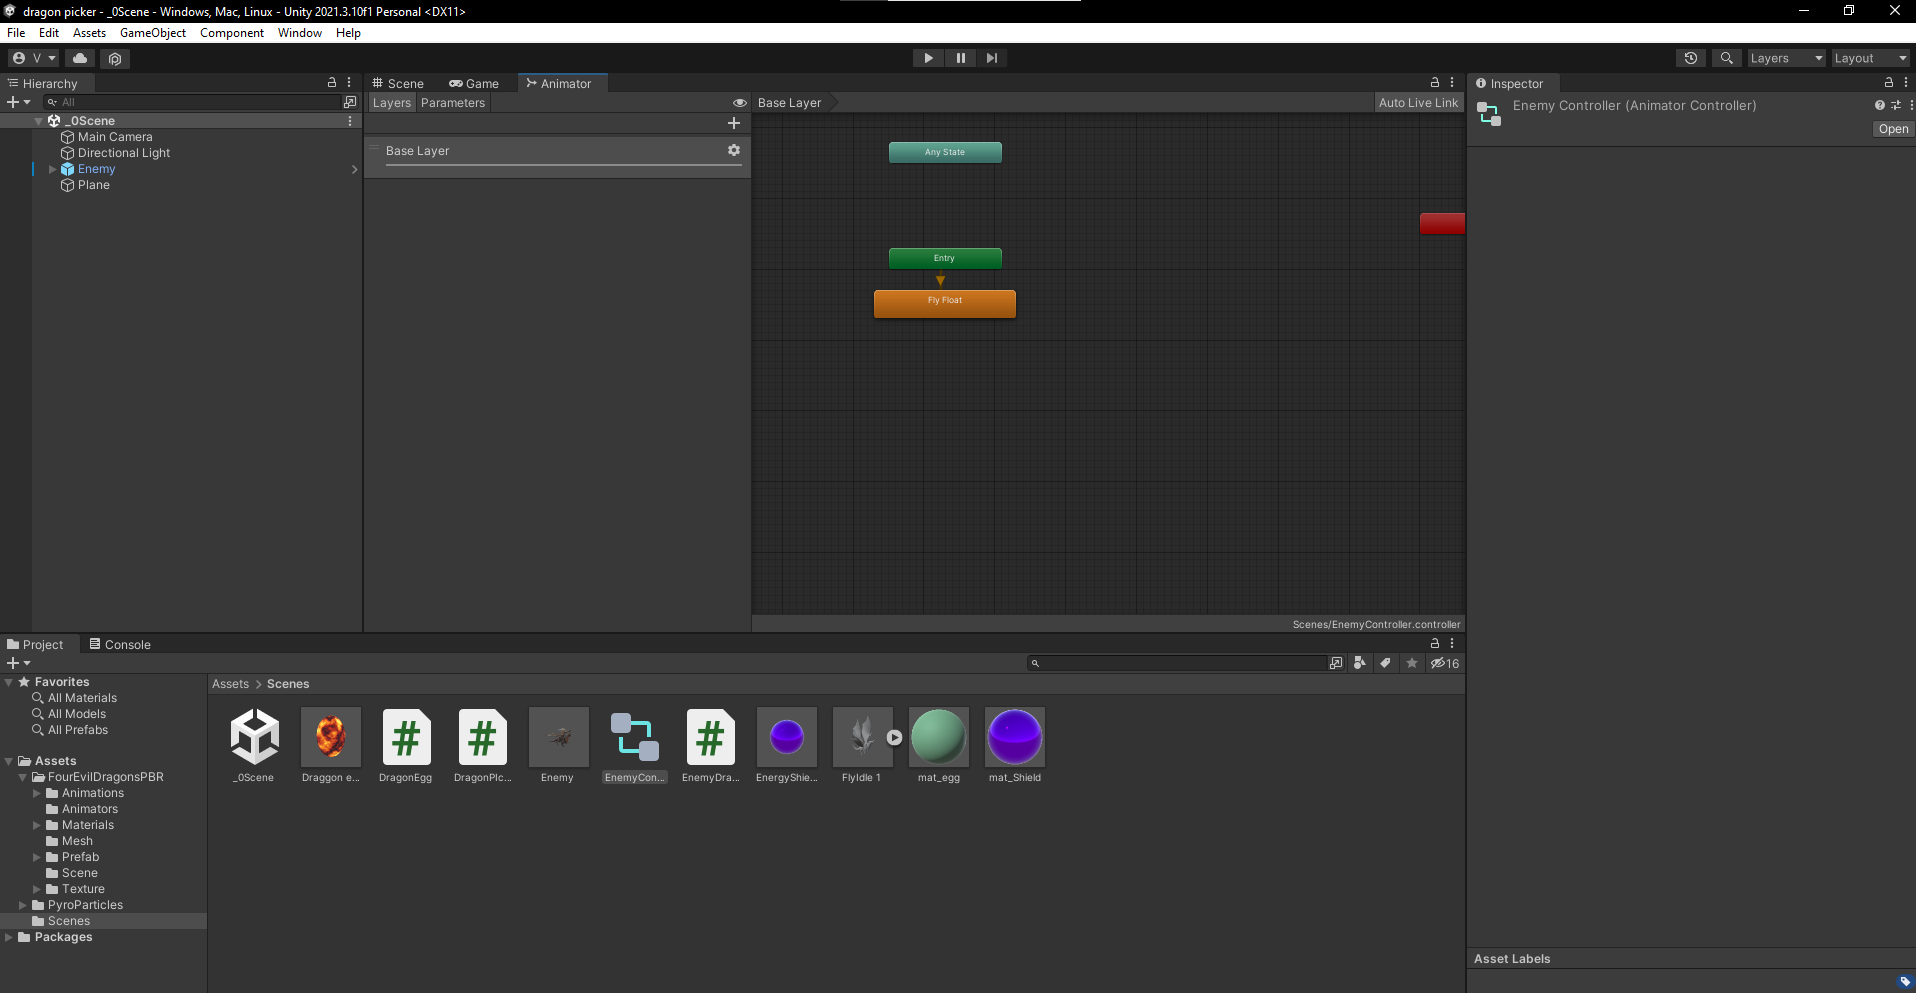 dragon picker - _0Scene - Windows, Mac, Linux - Unity 2021.3.10f1 Personal <DX11>
File Edit Assets GameObject Component Window Help
V
Layers Layout
Hierarchy
All
_0Scene
Main Camera
Directional Light
Enemy
Plane
Scene Game Animator
Layers Parameters
Base Layer
Auto Live Link
Base Layer
Any State
Entry
Fly Float
Scenes/EnemyController.controller
Inspector
Enemy Controller (Animator Controller)
Open
Project Console
16
Favorites
All Materials
All Models
All Prefabs
Assets
FourEvilDragonsPBR
Animations
Animators
Materials
Mesh
Prefab
Scene
Texture
PyroParticles
Scenes
Packages
Assets > Scenes
_0Scene Draggon e... DragonEgg DragonPIc... Enemy EnemyCon... EnemyDra... EnergyShie... FlyIdle 1 mat_egg mat_Shield
Asset Labels